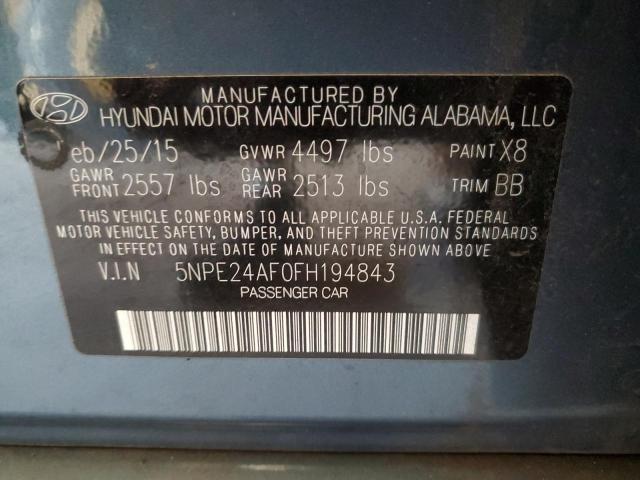 MANUFACTURED BY
HYUNDAI MOTOR MANUFACTURING ALABAMA, LLC
eb/25/15 GVWR 4497 lbs PAINT X8
GAWR FRONT 2557 lbs GAWR REAR 2513 lbs TRIM BB
THIS VEHICLE CONFORMS TO ALL APPLICABLE U.S.A. FEDERAL
MOTOR VEHICLE SAFETY, BUMPER, AND THEFT PREVENTION STANDARDS
IN EFFECT ON THE DATE OF MANUFACTURE SHOWN ABOVE
V.I.N 5NPE24AF0FH194843
PASSENGER CAR